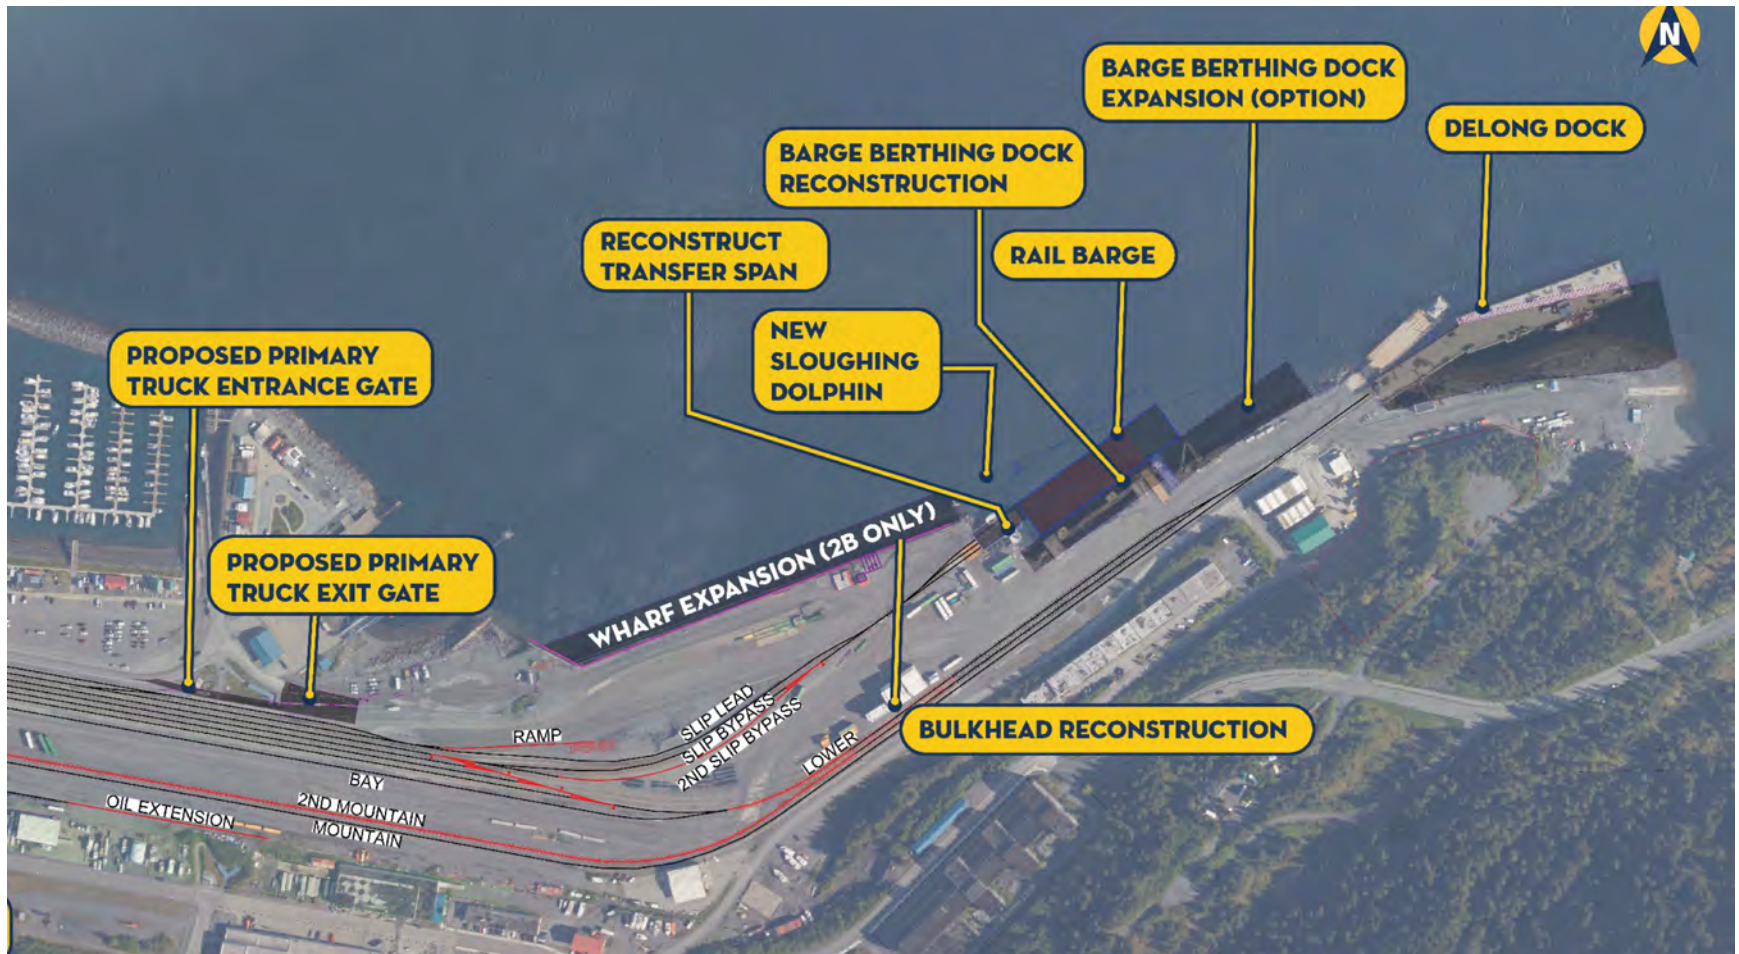 N
BARGE BERTHING DOCK
EXPANSION (OPTION)
DELONG DOCK
BARGE BERTHING DOCK
RECONSTRUCTION
RECONSTRUCT
TRANSFER SPAN
RAIL BARGE
NEW
SLOUGHING
DOLPHIN
PROPOSED PRIMARY
TRUCK ENTRANCE GATE
PROPOSED PRIMARY
TRUCK EXIT GATE
WHARF EXPANSION (2B ONLY)
BULKHEAD RECONSTRUCTION
SLIP LEAD
SLIP BYPASS
2ND SLIP BYPASS
RAMP
LOWER
BAY
2ND MOUNTAIN
OIL EXTENSION
MOUNTAIN